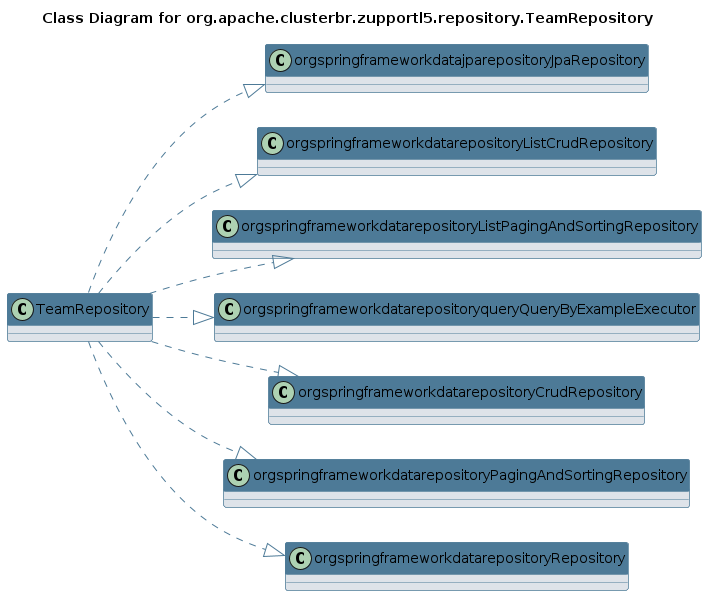 Class Diagram for org.apache.clusterbr.zupportl5.repository.TeamRepository
C orgspringframeworkdatajparepositoryJpaRepository
C orgspringframeworkdatarepositoryListCrudRepository
C orgspringframeworkdatarepositoryListPagingAndSortingRepository
C TeamRepository
C orgspringframeworkdatarepositoryqueryQueryByExampleExecutor
C orgspringframeworkdatarepositoryCrudRepository
C orgspringframeworkdatarepositoryPagingAndSortingRepository
C orgspringframeworkdatarepositoryRepository